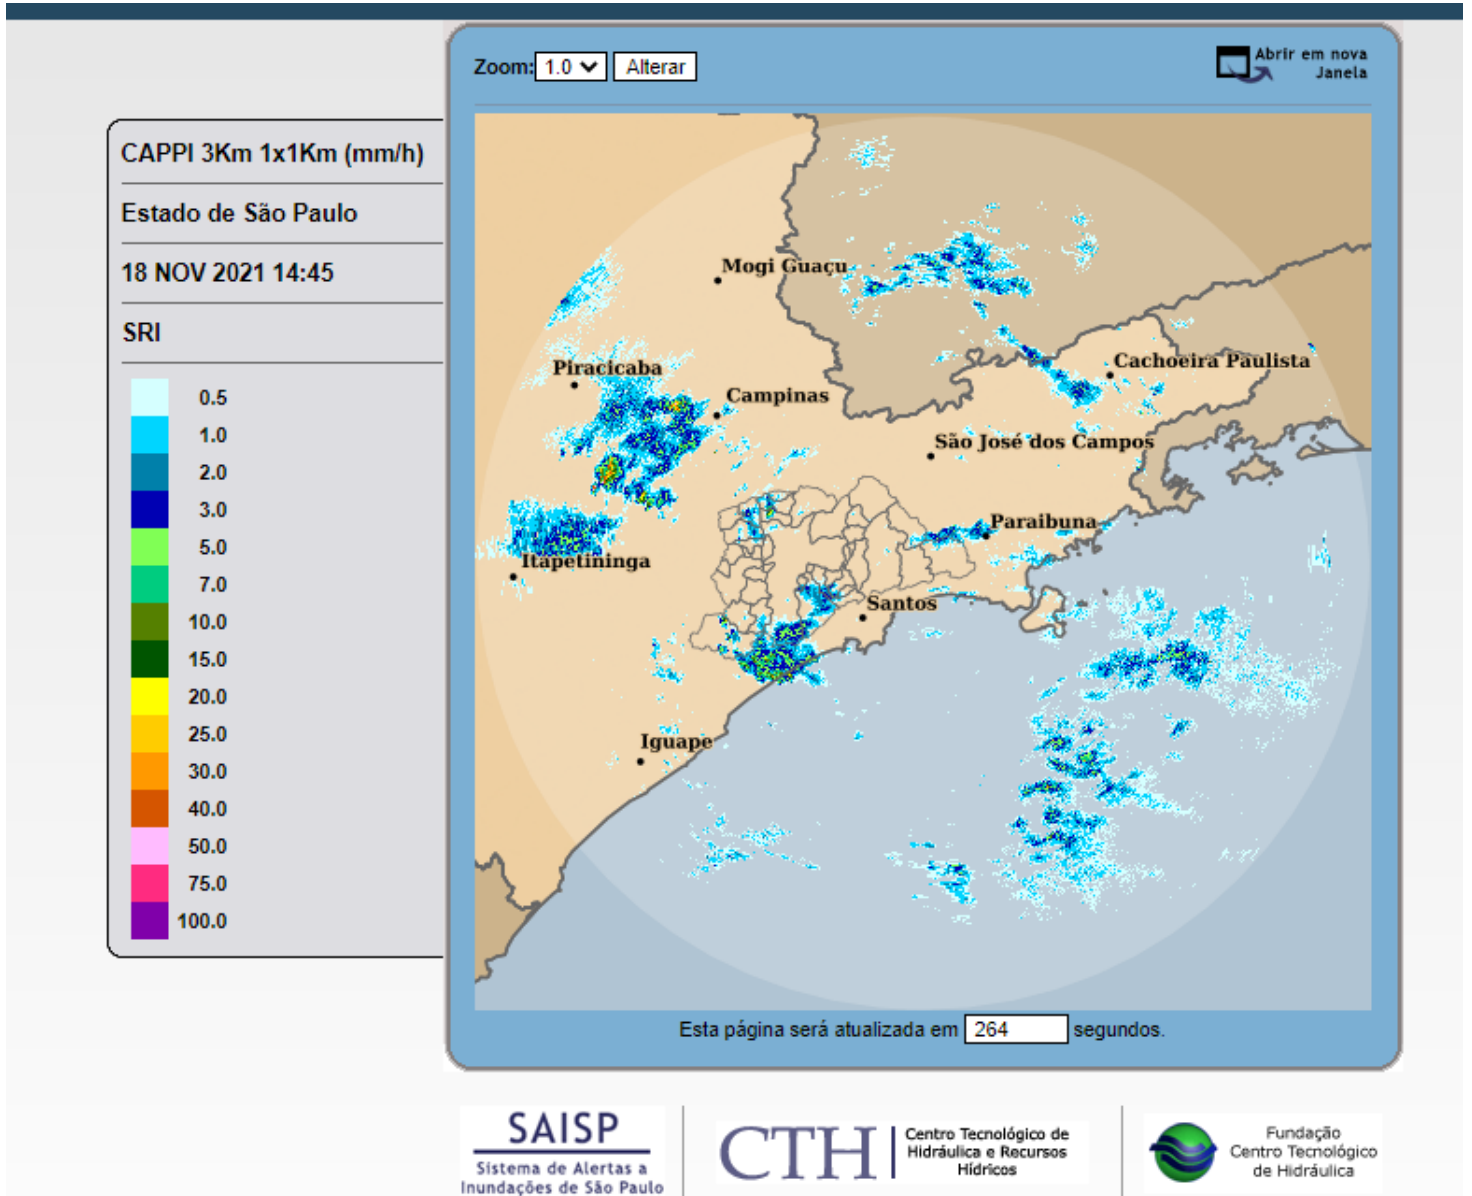 Zoom: 1.0 Alterar
Abrir em nova
Janela
CAPPI 3Km 1x1Km (mm/h)
Estado de São Paulo
18 NOV 2021 14:45
SRI
0.5
1.0
2.0
3.0
5.0
7.0
10.0
15.0
20.0
25.0
30.0
40.0
50.0
75.0
100.0
Mogi Guaçu
Piracicaba
Cachoeira Paulista
Campinas
São José dos Campos
Paraibuna
Itapetininga
Santos
Iguape
Esta página será atualizada em 264 segundos.
SAISP
Sistema de Alertas a
Inundações de São Paulo
CTH
Centro Tecnológico de
Hidráulica e Recursos
Hídricos
Fundação
Centro Tecnológico
de Hidráulica